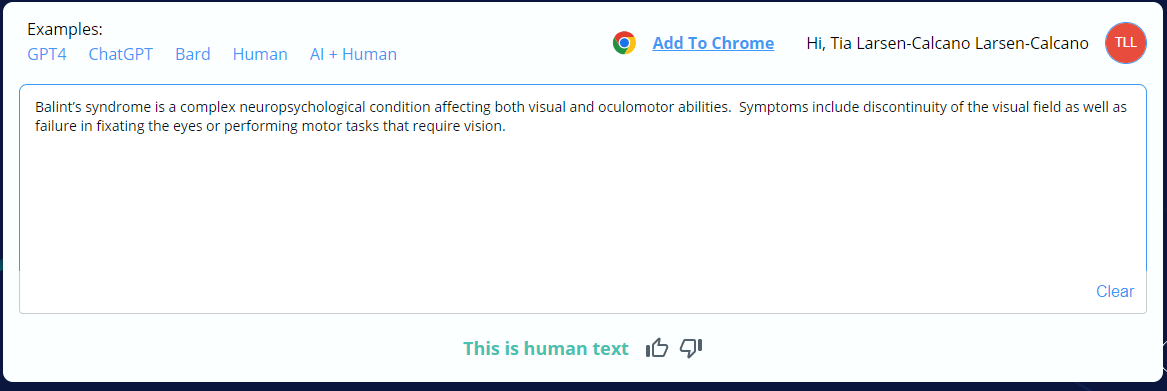 Examples:
GPT4 ChatGPT Bard Human AI + Human
Add To Chrome Hi, Tia Larsen-Calcano Larsen-Calcano TLL
Balint’s syndrome is a complex neuropsychological condition affecting both visual and oculomotor abilities.  Symptoms include discontinuity of the visual field as well as
failure in fixating the eyes or performing motor tasks that require vision.
Clear
This is human text